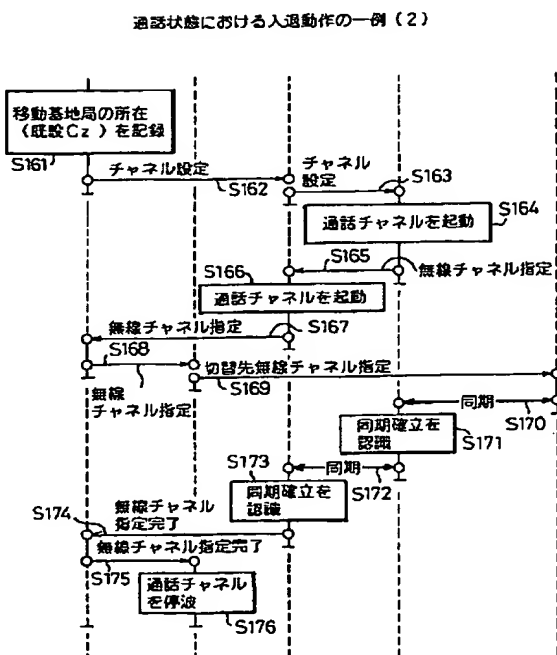 通話状態における入退動作の一例（2）
移動基地局の所在
（既設Cz）を記録
S161
チャネル設定
S162
チャネル
設定
S163
通話チャネルを起動
S164
S165
無線チャネル指定
S166
通話チャネルを起動
無線チャネル指定
S167
S168
無線
チャネル指定
切替先無線チャネル指定
S169
同期
S170
同期確立を
認識
S171
同期
S172
S173
同期確立を
認識
S174
無線チャネル
指定完了
無線チャネル指定完了
S175
通話チャネル
を停波
S176